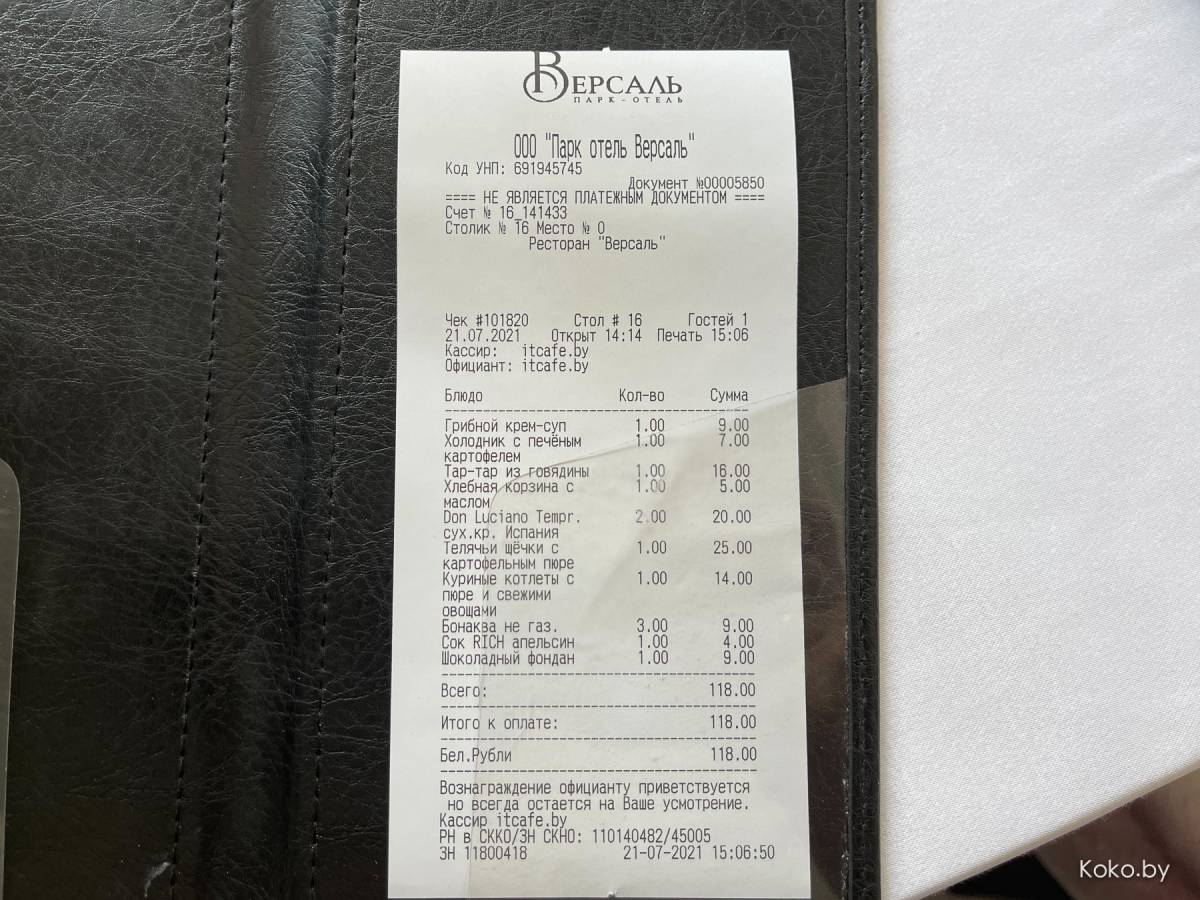 ВЕРСАЛЬ
ПАРК-ОТЕЛЬ
ООО "Парк отель Версаль"
Код УНП: 691945745
Документ №00005850
==== НЕ ЯВЛЯЕТСЯ ПЛАТЕЖНЫМ ДОКУМЕНТОМ ====
Счет № 16_141433
Столик № 16 Место № 0
Ресторан "Версаль"
Чек #101820 Стол # 16 Гостей 1
21.07.2021 Открыт 14:14 Печать 15:06
Кассир: itcafe.by
Официант: itcafe.by
Блюдо Кол-во Сумма
Грибной крем-суп 1.00 9.00
Холодник с печёным 1.00 7.00
картофелем
Тар-тар из говядины 1.00 16.00
Хлебная корзина с 1.00 5.00
маслом
Don Luciano Tempr. 2.00 20.00
сух.кр. Испания
Телячьи щёчки с 1.00 25.00
картофельным пюре
Куриные котлеты с 1.00 14.00
пюре и свежими
овощами
Бонаква не газ. 3.00 9.00
Сок RICH апельсин 1.00 4.00
Шоколадный фондан 1.00 9.00
Всего: 118.00
Итого к оплате: 118.00
Бел.Рубли 118.00
Вознаграждение официанту приветствуется
но всегда остается на Ваше усмотрение.
Кассир itcafe.by
РН в СККО/ЗН СКНО: 110140482/45005
ЗН 11800418 21-07-2021 15:06:50
Koko.by